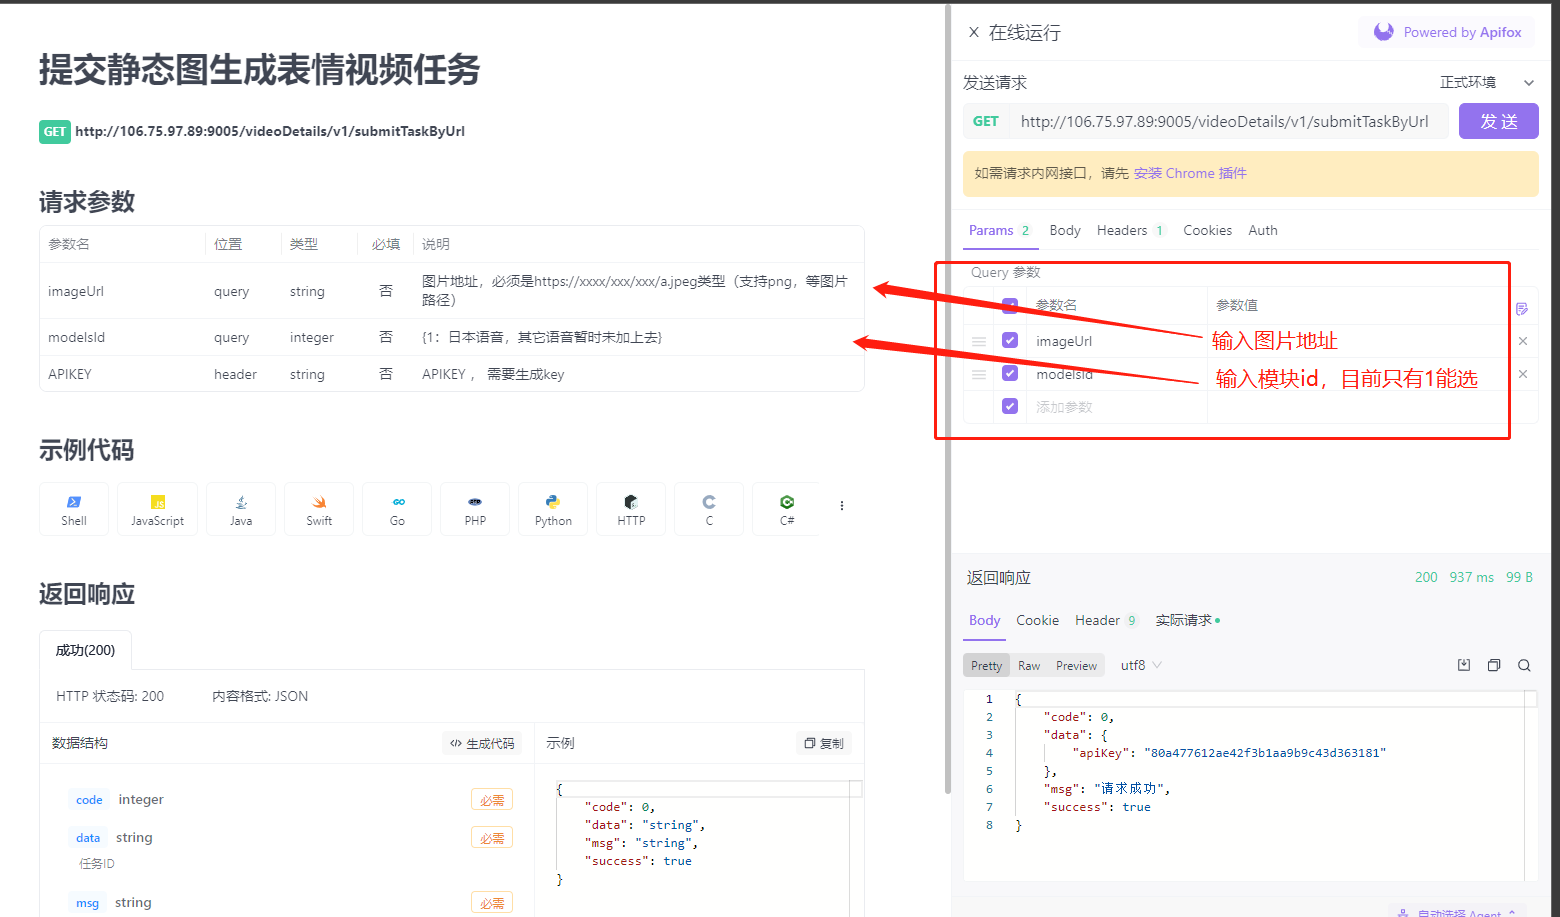 提交静态图生成表情视频任务
GET http://106.75.97.89:9005/videoDetails/v1/submitTaskByUrl
请求参数
参数名 位置 类型 必填 说明
imageUrl query string 否 图片地址，必须是https://xxxx/xxx/xxx/a.jpeg类型（支持png，等图片
路径）
modelsId query integer 否 {1：日本语音，其它语音暂时未加上去}
APIKEY header string 否 APIKEY ， 需要生成key
示例代码
JS
GO
C
Shell JavaScript Java Swift Go PHP Python HTTP C C#
返回响应
成功(200)
HTTP 状态码: 200 内容格式: JSON
数据结构 </> 生成代码 示例 复制
code integer 必需
data string 必需
任务ID
msg string 必需
{
"code": 0,
"data": "string",
"msg": "string",
"success": true
}
X 在线运行 Powered by Apifox
发送请求 正式环境
GET http://106.75.97.89:9005/videoDetails/v1/submitTaskByUrl 发 送
如需请求内网接口，请先 安装 Chrome 插件
Params 2 Body Headers 1 Cookies Auth
Query 参数
参数名 参数值
imageUrl 输入图片地址
modelsId 输入模块id，目前只有1能选
添加参数
返回响应 200 937 ms 99 B
Body Cookie Header 9 实际请求
Pretty Raw Preview utf8
1 {
2 "code": 0,
3 "data": {
4 "apiKey": "80a477612ae42f3b1aa9b9c43d363181"
5 },
6 "msg": "请求成功",
7 "success": true
8 }
自动选择 Agent